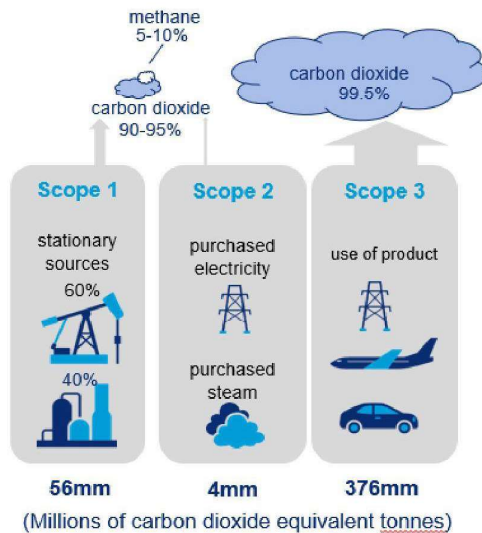 methane
5-10%
carbon dioxide
90-95%
carbon dioxide
99.5%
Scope 1
stationary
sources
60%
40%
56mm
Scope 2
purchased
electricity
purchased
steam
4mm
Scope 3
use of product
376mm
(Millions of carbon dioxide equivalent tonnes)